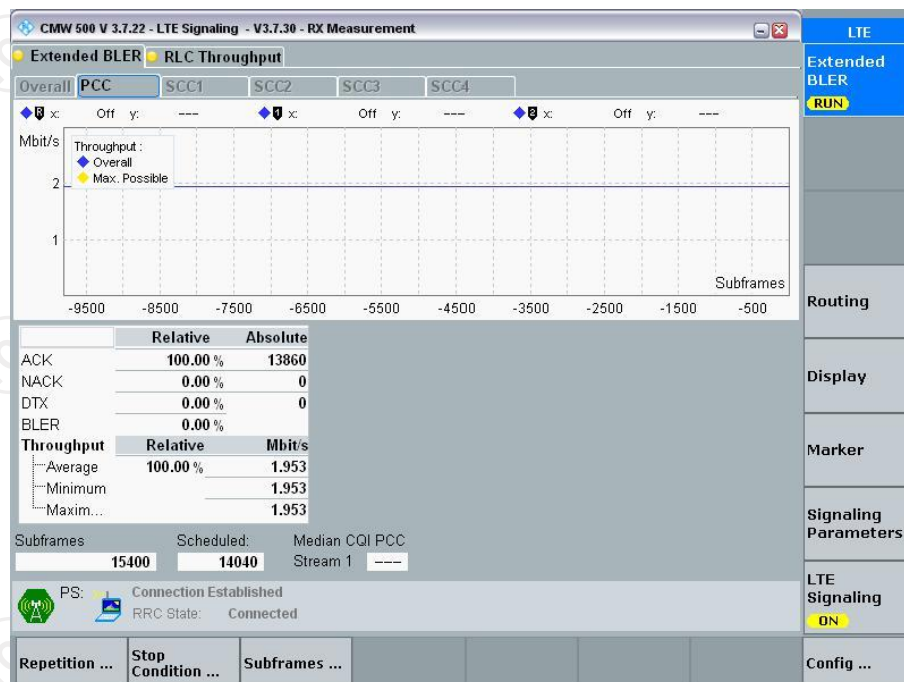 CMW 500 V 3.7.22 - LTE Signaling - V3.7.30 - RX Measurement
LTE
Extended BLER RLC Throughput
Extended BLER
RUN
Overall PCC SCC1 SCC2 SCC3 SCC4
R x: Off y: --- 1 x: Off y: --- 2 x: Off y: ---
Mbit/s
Throughput :
Overall
Max. Possible
2
1
Subframes
-9500 -8500 -7500 -6500 -5500 -4500 -3500 -2500 -1500 -500
Routing
Relative Absolute
ACK 100.00 % 13860
NACK 0.00 % 0
DTX 0.00 % 0
BLER 0.00 %
Throughput Relative Mbit/s
Average 100.00 % 1.953
Minimum 1.953
Maxim... 1.953
Display
Marker
Signaling Parameters
Subframes Scheduled: Median CQI PCC
15400 14040 Stream 1 ---
PS: Connection Established
RRC State: Connected
LTE Signaling
ON
Repetition ... Stop Condition ... Subframes ... Config ...